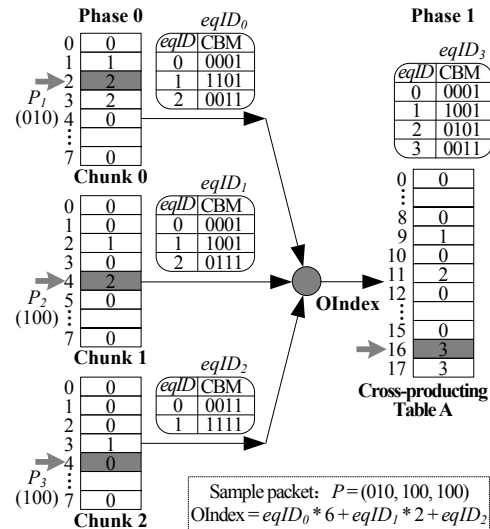 Phase 0
0 0
1 1
2 2
3 2
4 0
7 0
P1
(010)
Chunk 0
eqID0
eqID CBM
0 0001
1 1101
2 0011
0 0
1 0
2 1
3 0
4 2
5 0
7 0
P2
(100)
Chunk 1
eqID1
eqID CBM
0 0001
1 1001
2 0111
0 0
1 0
2 0
3 1
4 0
7 0
P3
(100)
Chunk 2
eqID2
eqID CBM
0 0011
1 1111
OIndex
Phase 1
eqID3
eqID CBM
0 0001
1 1001
2 0101
3 0011
0 0
8 0
9 1
10 0
11 2
12 0
15 0
16 3
17 3
Cross-producting
Table A
Sample packet: P = (010, 100, 100)
OIndex = eqID0 * 6 + eqID1 * 2 + eqID2